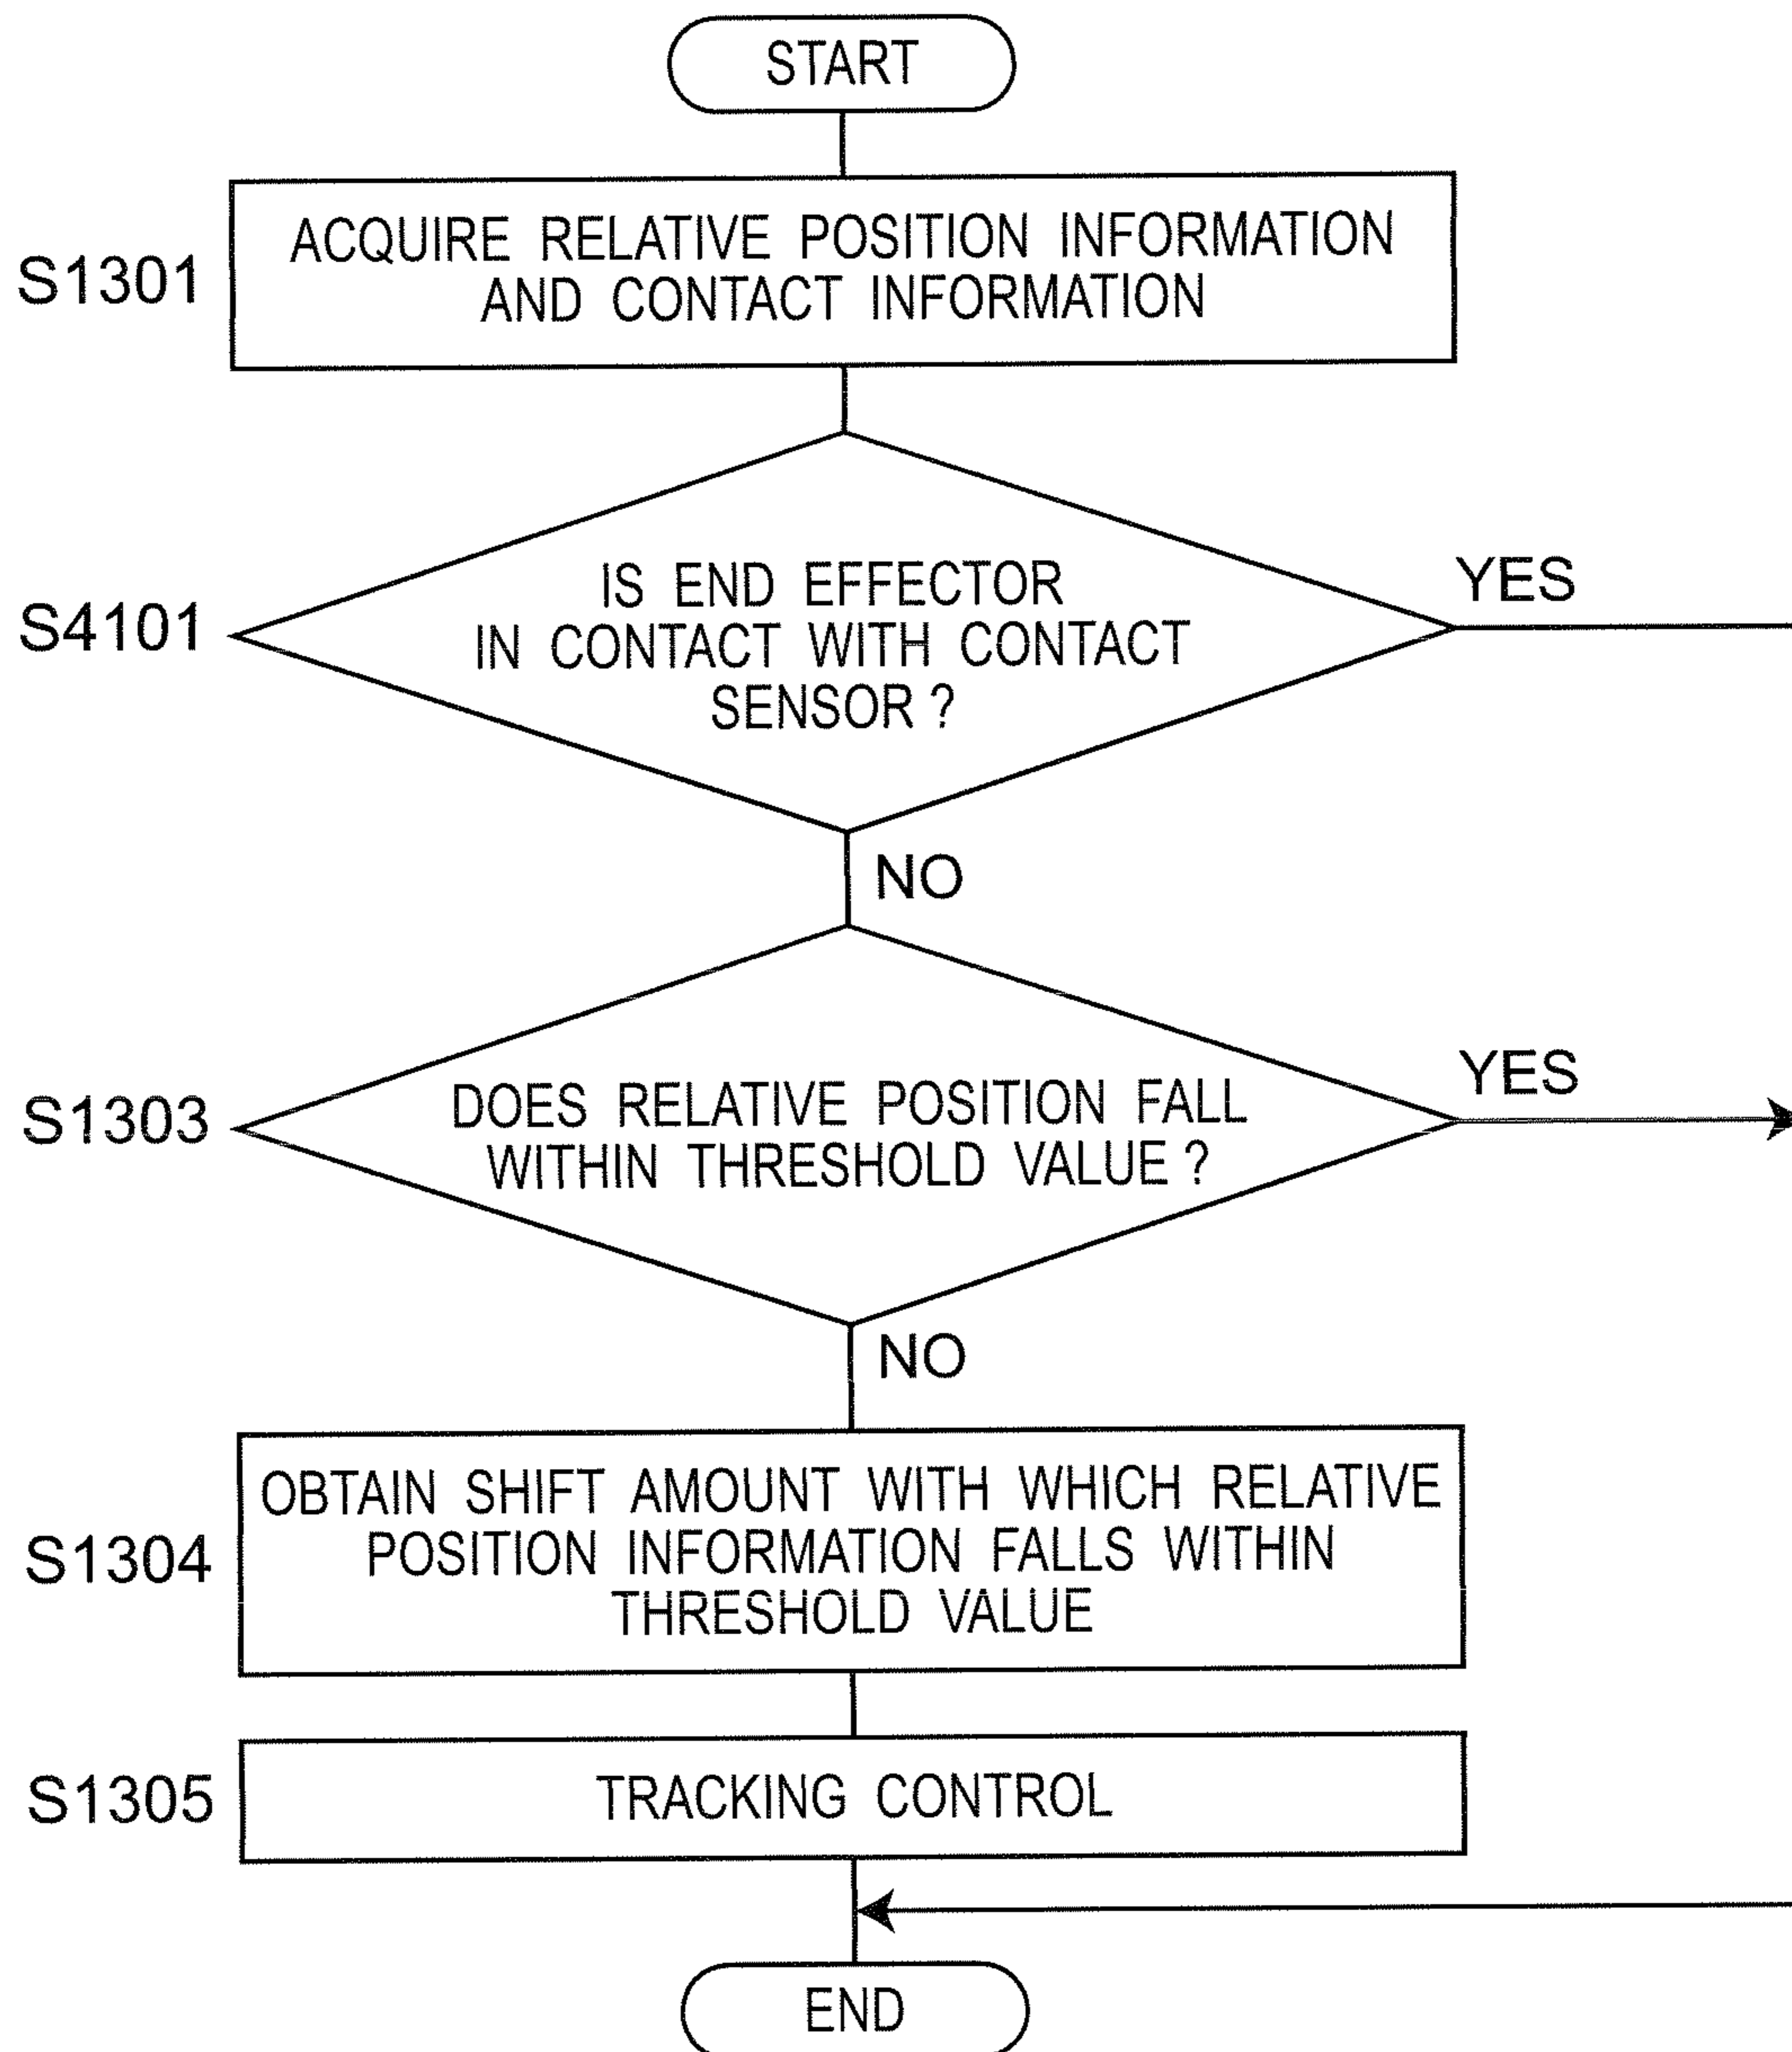 START
S1301
ACQUIRE RELATIVE POSITION INFORMATION
AND CONTACT INFORMATION
S4101
IS END EFFECTOR
IN CONTACT WITH CONTACT
SENSOR ?
YES
NO
S1303
DOES RELATIVE POSITION FALL
WITHIN THRESHOLD VALUE ?
YES
NO
S1304
OBTAIN SHIFT AMOUNT WITH WHICH RELATIVE
POSITION INFORMATION FALLS WITHIN
THRESHOLD VALUE
S1305
TRACKING CONTROL
END